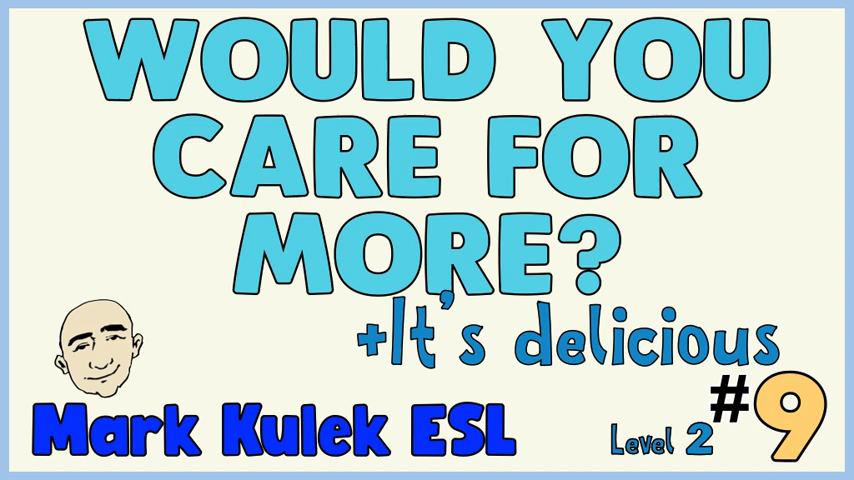 WOULD YOU
CARE FOR
MORE?
+It's delicious
Mark Kulek ESL
Level 2 #9